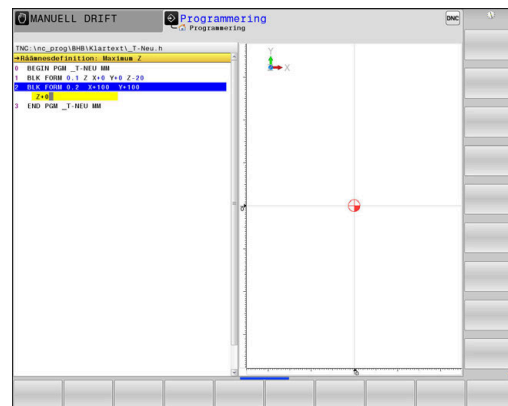 MANUELL DRIFT
Programmering
Programmering
DNC
TNC:\nc_prog\BHB\Klartext\_T-Neu.h
→Råämnesdefinition: Maximum Z
0 BEGIN PGM _T-NEU MM
1 BLK FORM 0.1 Z X+0 Y+0 Z-20
2 BLK FORM 0.2 X+100 Y+100
Z+0
3 END PGM _T-NEU MM
Y
X
0
0